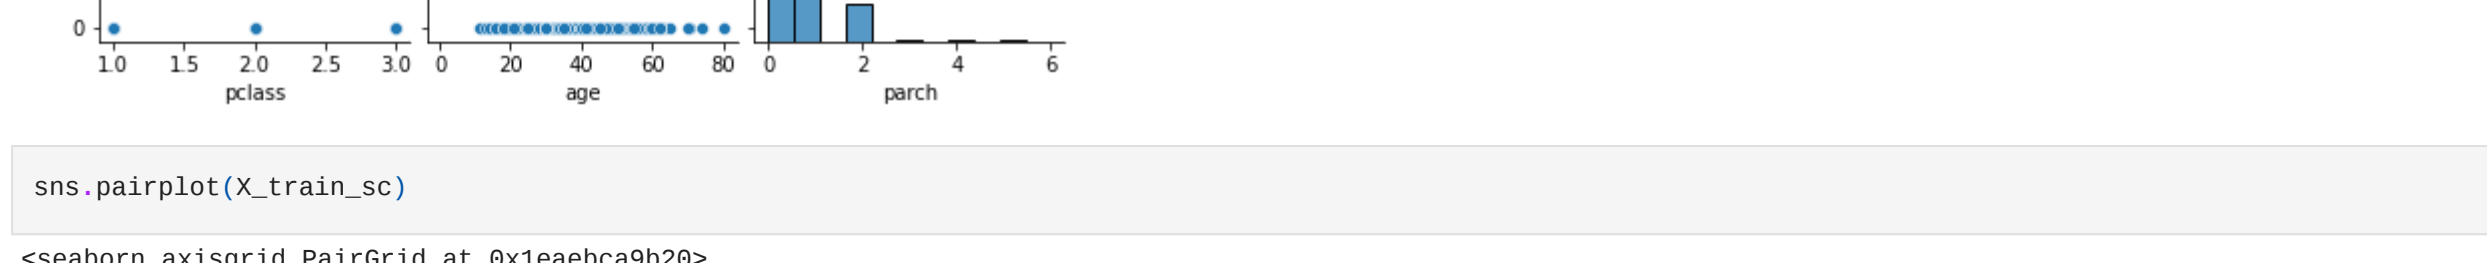 0
1.0 1.5 2.0 2.5 3.0 0 20 40 60 80 0 2 4 6
pclass age parch
sns.pairplot(X_train_sc)
<seaborn.axisgrid.PairGrid at 0x1eaebca9b20>